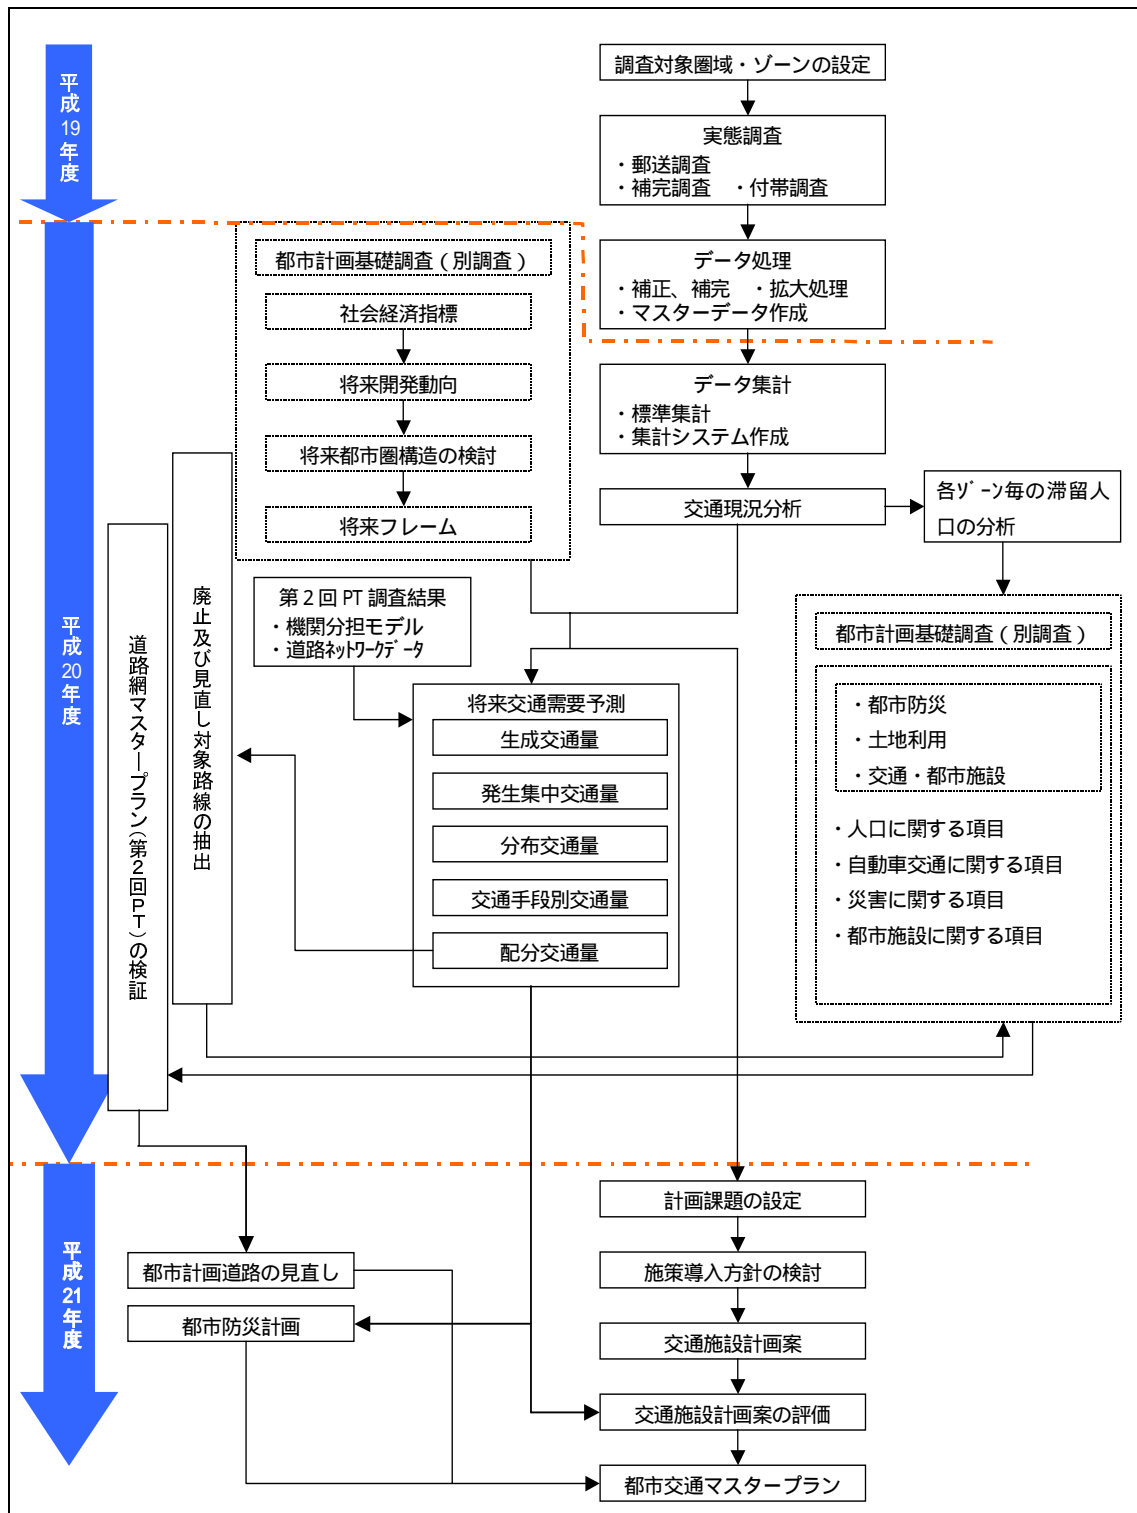 平成19年度
調査対象圏域・ゾーンの設定
実態調査
・郵送調査
・補完調査　・付帯調査
データ処理
・補正、補完　・拡大処理
・マスターデータ作成
平成20年度
都市計画基礎調査（別調査）
社会経済指標
将来開発動向
将来都市圏構造の検討
将来フレーム
データ集計
・標準集計
・集計システム作成
交通現況分析
各ｿﾞｰﾝ毎の滞留人
口の分析
廃止及び見直し対象路線の抽出
道路網マスタープラン（第２回ＰＴ）の検証
第２回 PT 調査結果
・機関分担モデル
・道路ﾈｯﾄﾜｰｸﾃﾞｰﾀ
将来交通需要予測
生成交通量
発生集中交通量
分布交通量
交通手段別交通量
配分交通量
都市計画基礎調査（別調査）
・都市防災
・土地利用
・交通・都市施設
・人口に関する項目
・自動車交通に関する項目
・災害に関する項目
・都市施設に関する項目
平成21年度
計画課題の設定
施策導入方針の検討
交通施設計画案
交通施設計画案の評価
都市交通マスタープラン
都市計画道路の見直し
都市防災計画